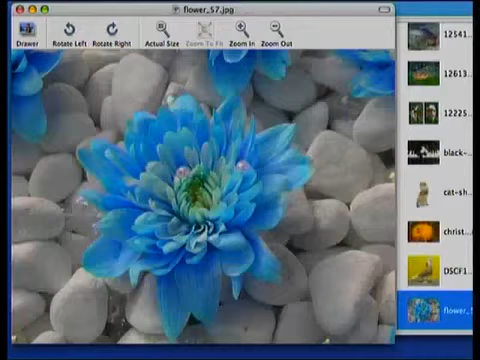 flower_57.jpg
Drawer
Rotate Left
Rotate Right
Actual Size
Zoom To Fit
Zoom In
Zoom Out
12541
12613
12225
black-
cat-sh
christ...
DSCF1
flower_5